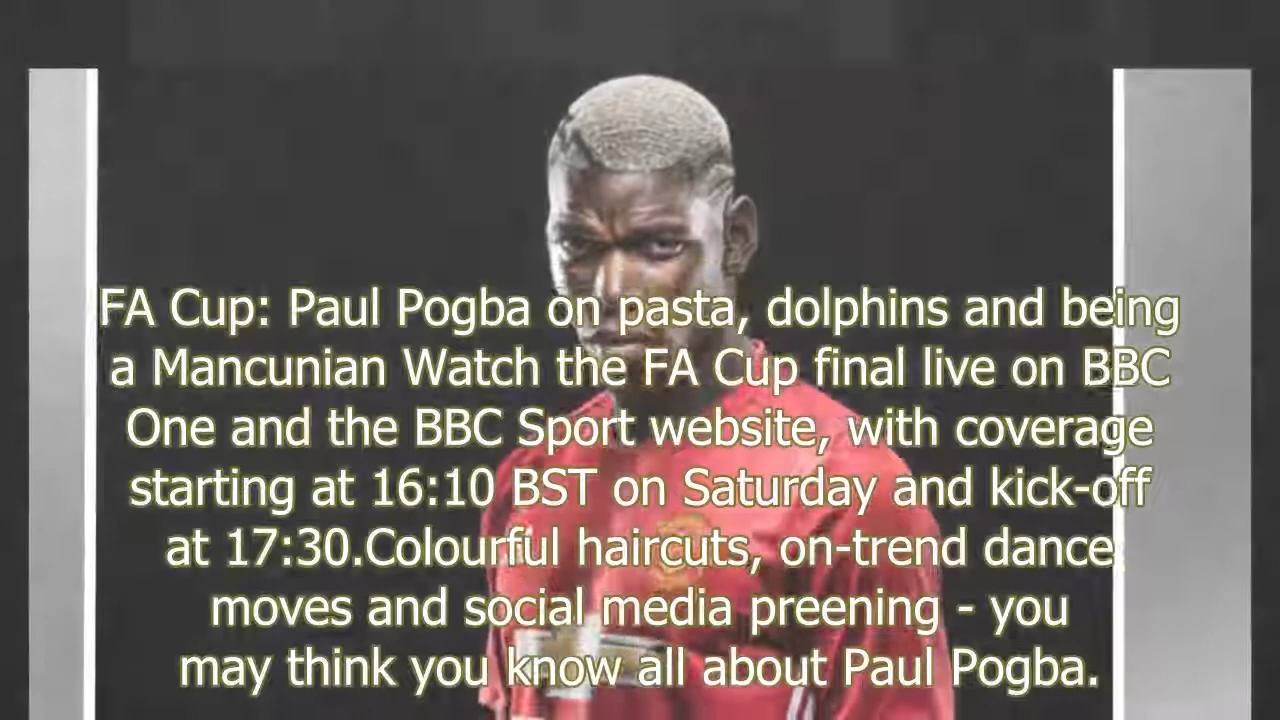 FA Cup: Paul Pogba on pasta, dolphins and being
a Mancunian Watch the FA Cup final live on BBC
One and the BBC Sport website, with coverage
starting at 16:10 BST on Saturday and kick-off
at 17:30.Colourful haircuts, on-trend dance
moves and social media preening - you
may think you know all about Paul Pogba.